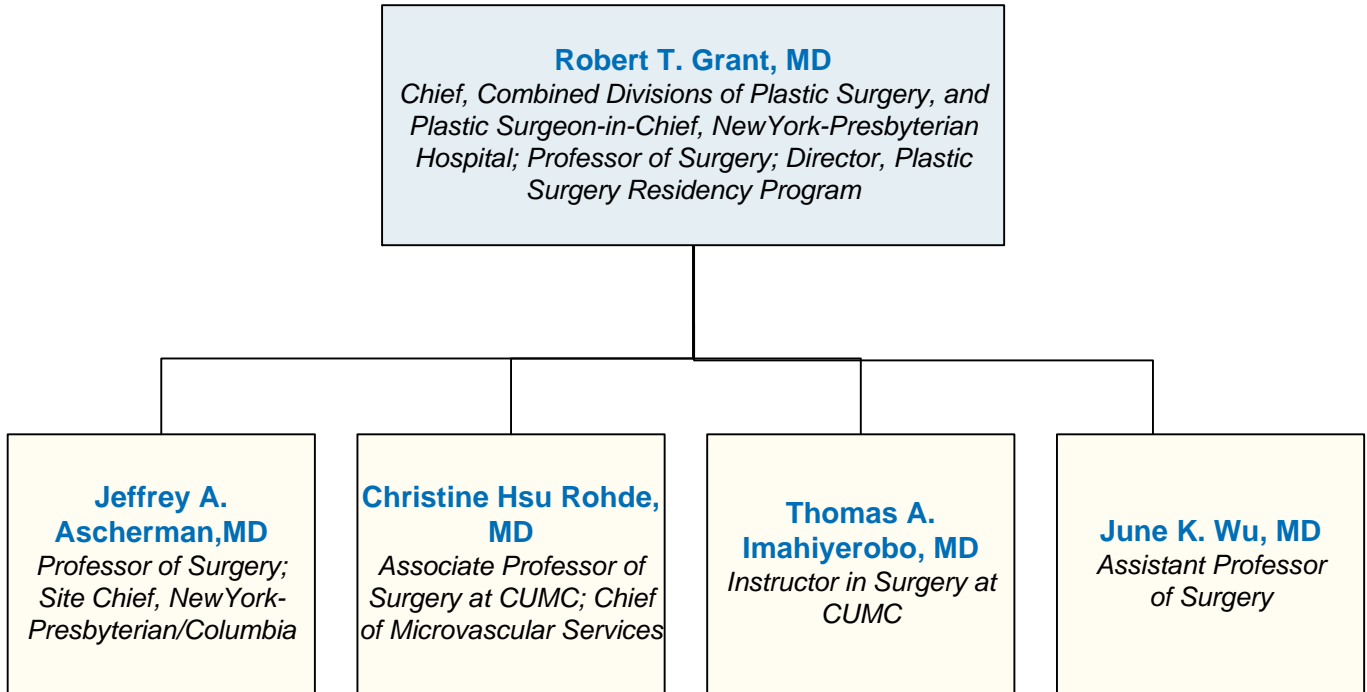 Robert T. Grant, MD
Chief, Combined Divisions of Plastic Surgery, and
Plastic Surgeon-in-Chief, NewYork-Presbyterian
Hospital; Professor of Surgery; Director, Plastic
Surgery Residency Program
Jeffrey A.
Ascherman,MD
Professor of Surgery;
Site Chief, NewYork-
Presbyterian/Columbia
Christine Hsu Rohde,
MD
Associate Professor of
Surgery at CUMC; Chief
of Microvascular Services
Thomas A.
Imahiyerobo, MD
Instructor in Surgery at
CUMC
June K. Wu, MD
Assistant Professor
of Surgery